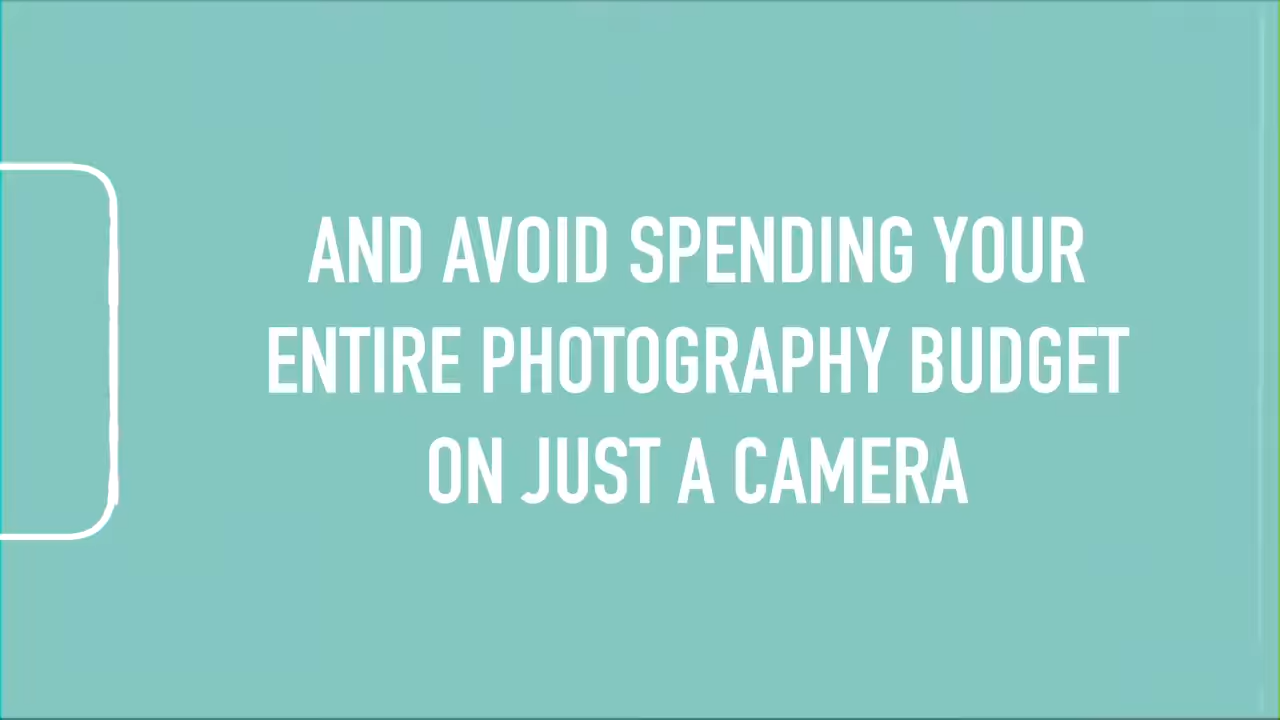 AND AVOID SPENDING YOUR
ENTIRE PHOTOGRAPHY BUDGET
ON JUST A CAMERA